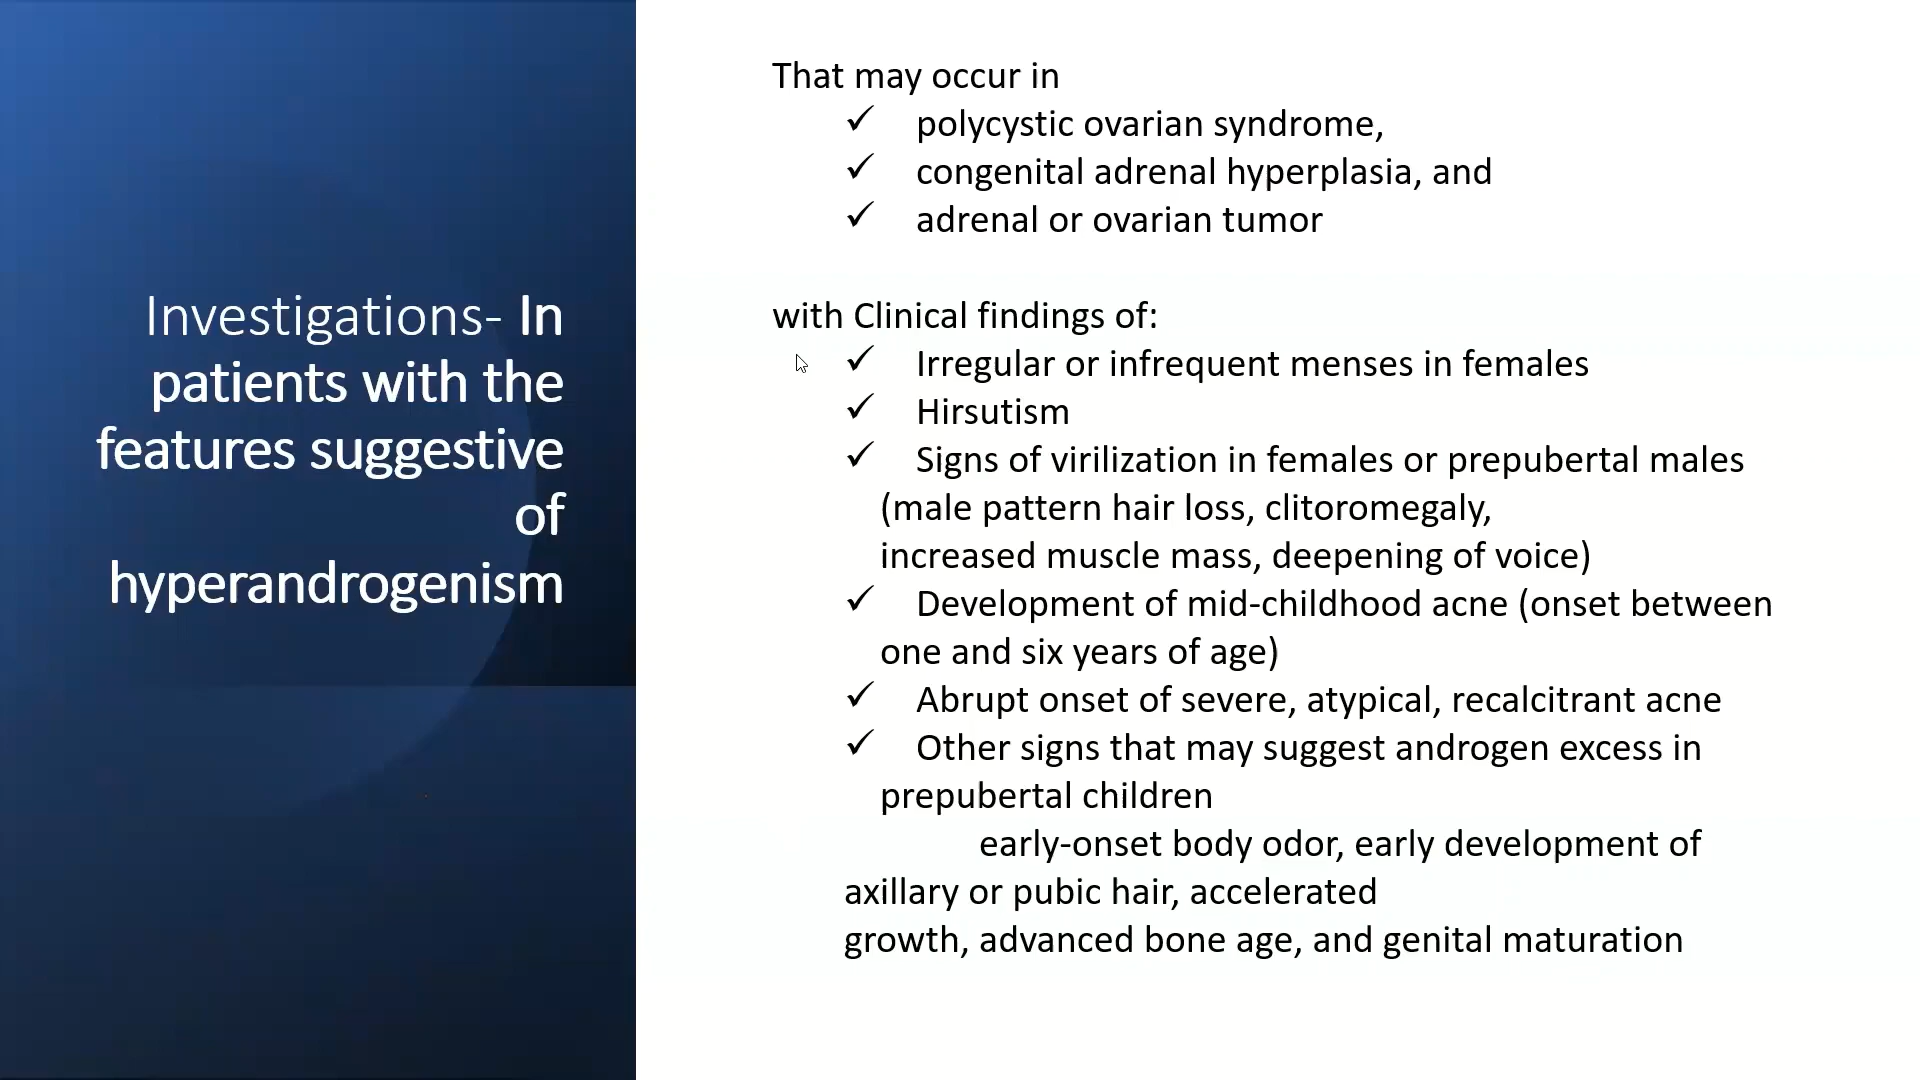 Investigations- In
patients with the
features suggestive
of
hyperandrogenism
That may occur in
✓ polycystic ovarian syndrome,
✓ congenital adrenal hyperplasia, and
✓ adrenal or ovarian tumor
with Clinical findings of:
✓ Irregular or infrequent menses in females
✓ Hirsutism
✓ Signs of virilization in females or prepubertal males
(male pattern hair loss, clitoromegaly,
increased muscle mass, deepening of voice)
✓ Development of mid-childhood acne (onset between
one and six years of age)
✓ Abrupt onset of severe, atypical, recalcitrant acne
✓ Other signs that may suggest androgen excess in
prepubertal children
early-onset body odor, early development of
axillary or pubic hair, accelerated
growth, advanced bone age, and genital maturation